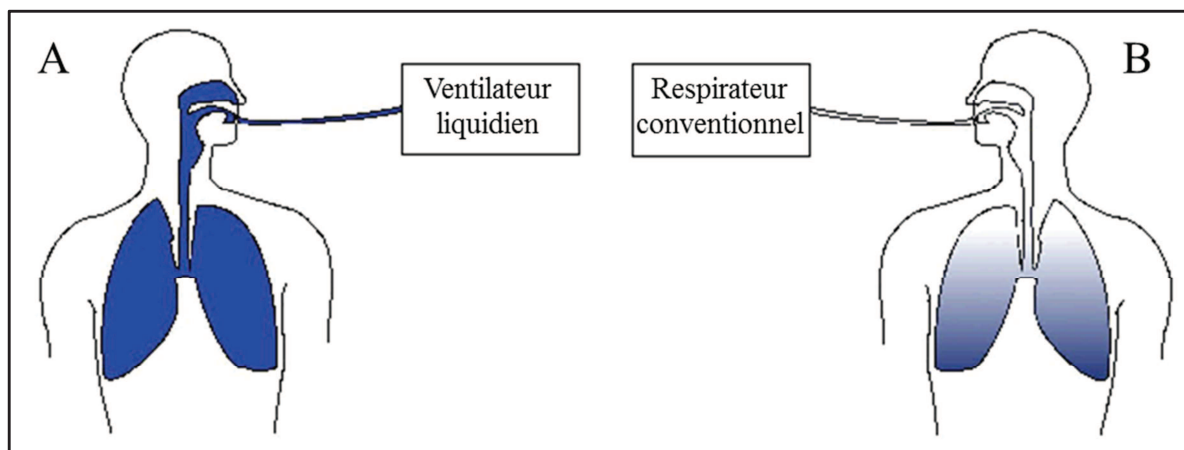 A
Ventilateur
liquidien
Respirateur
conventionnel
B